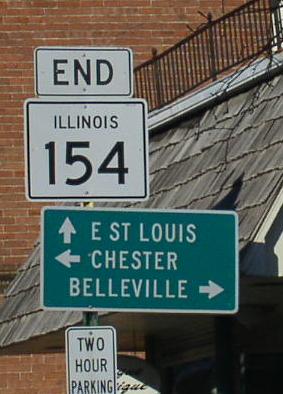 END
ILLINOIS
154
E ST LOUIS
CHESTER
BELLEVILLE
TWO
HOUR
PARKING